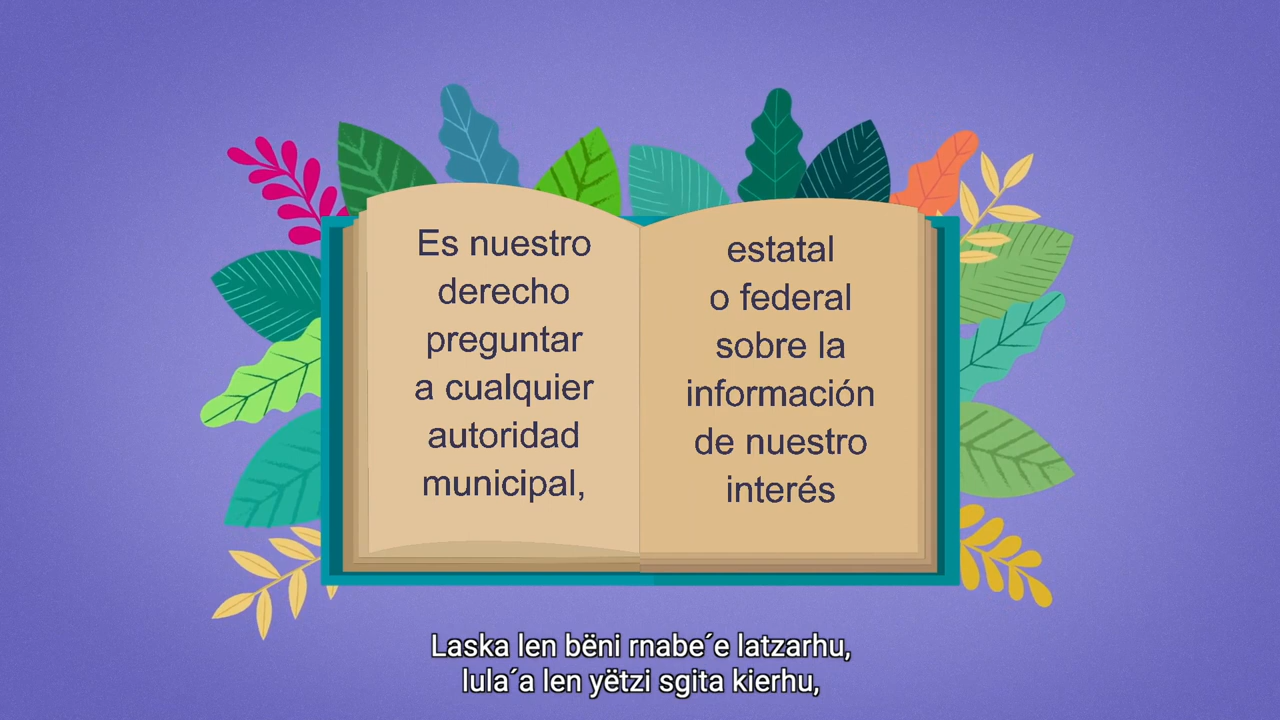 Es nuestro
derecho
preguntar
a cualquier
autoridad
municipal,
estatal
o federal
sobre la
información
de nuestro
interés
Laska len bëni rnabe´e latzarhu,
lula´a len yëtzi sgita kierhu,